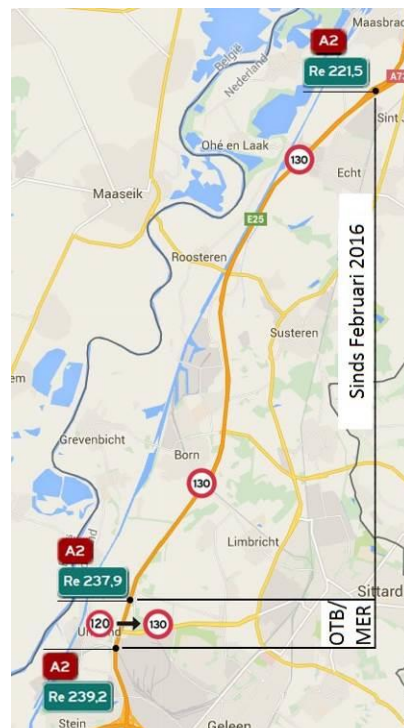 Maasbrac
A2
Re 221,5
België
Nederland
A73
Sint J
Ohé en Laak
130
Echt
Maaseik
E25
Roosteren
Sinds Februari 2016
Susteren
Grevenbicht
Born
130
Limbricht
A2
Re 237,9
Sittard
120
130
OTB/
MER
A2
Re 239,2
Stein
Geleen